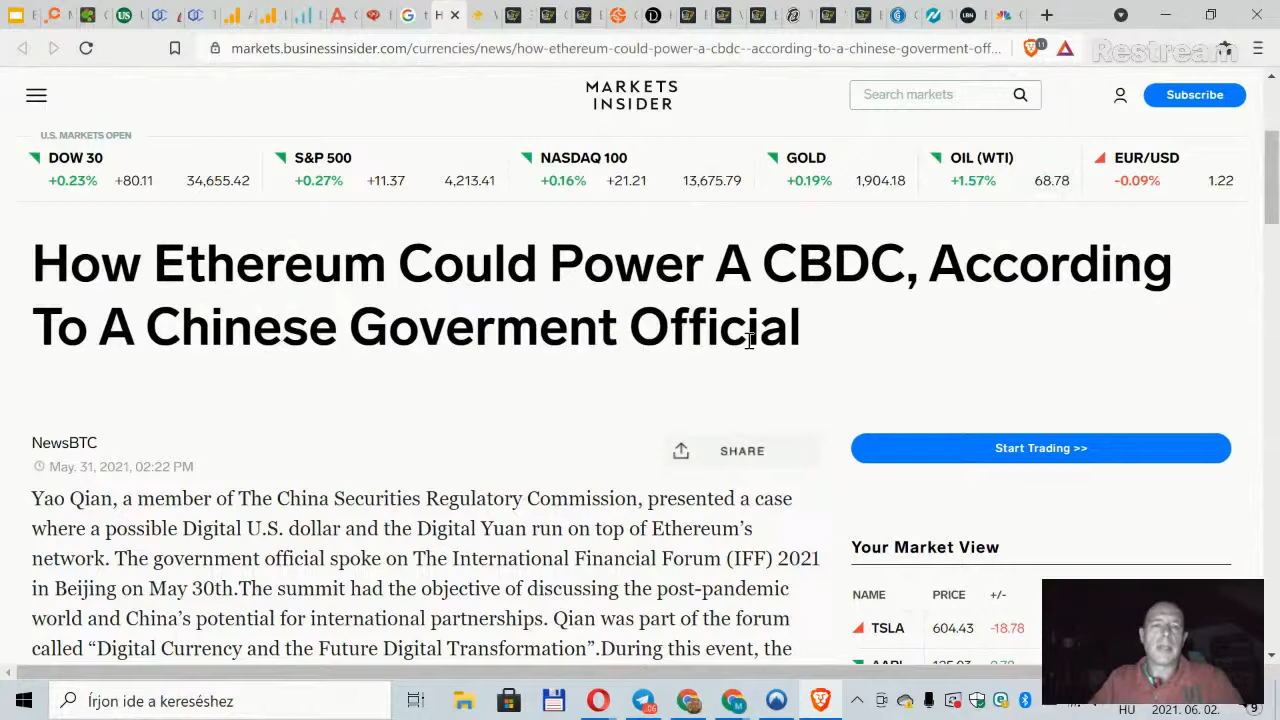 markets.businessinsider.com/currencies/news/how-ethereum-could-power-a-cbdc--according-to-a-chinese-goverment-off...
11
Restream
MARKETS
INSIDER
Search markets
Subscribe
U.S. MARKETS OPEN
DOW 30
+0.23% +80.11 34,655.42
S&P 500
+0.27% +11.37 4,213.41
NASDAQ 100
+0.16% +21.21 13,675.79
GOLD
+0.19% 1,904.18
OIL (WTI)
+1.57% 68.78
EUR/USD
-0.09% 1.22
How Ethereum Could Power A CBDC, According
To A Chinese Goverment Official
NewsBTC
May. 31, 2021, 02:22 PM
SHARE
Start Trading >>
Yao Qian, a member of The China Securities Regulatory Commission, presented a case
where a possible Digital U.S. dollar and the Digital Yuan run on top of Ethereum's
network. The government official spoke on The International Financial Forum (IFF) 2021
in Beijing on May 30th.The summit had the objective of discussing the post-pandemic
world and China's potential for international partnerships. Qian was part of the forum
called “Digital Currency and the Future Digital Transformation”.During this event, the
Your Market View
NAME PRICE +/-
TSLA 604.43 -18.78
Írjon ide a kereséshez
HU 2021. 06. 02.